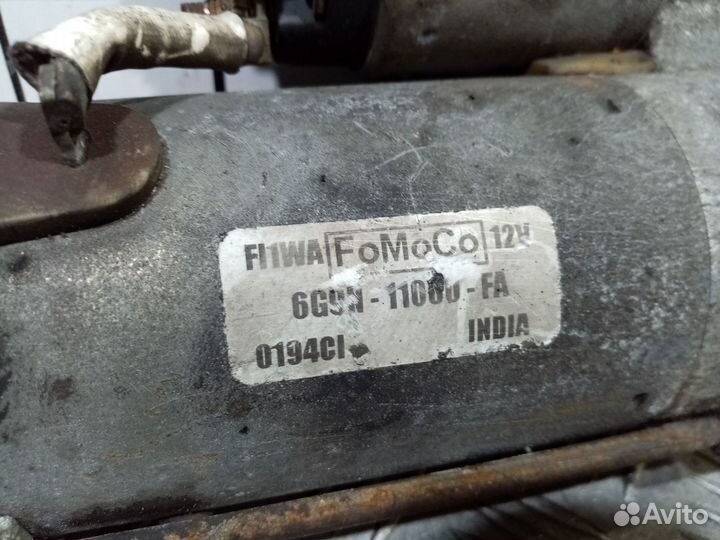 FI1WA FoMoCo 12V
6G9N-11000-FA
0194CI
INDIA
Avito